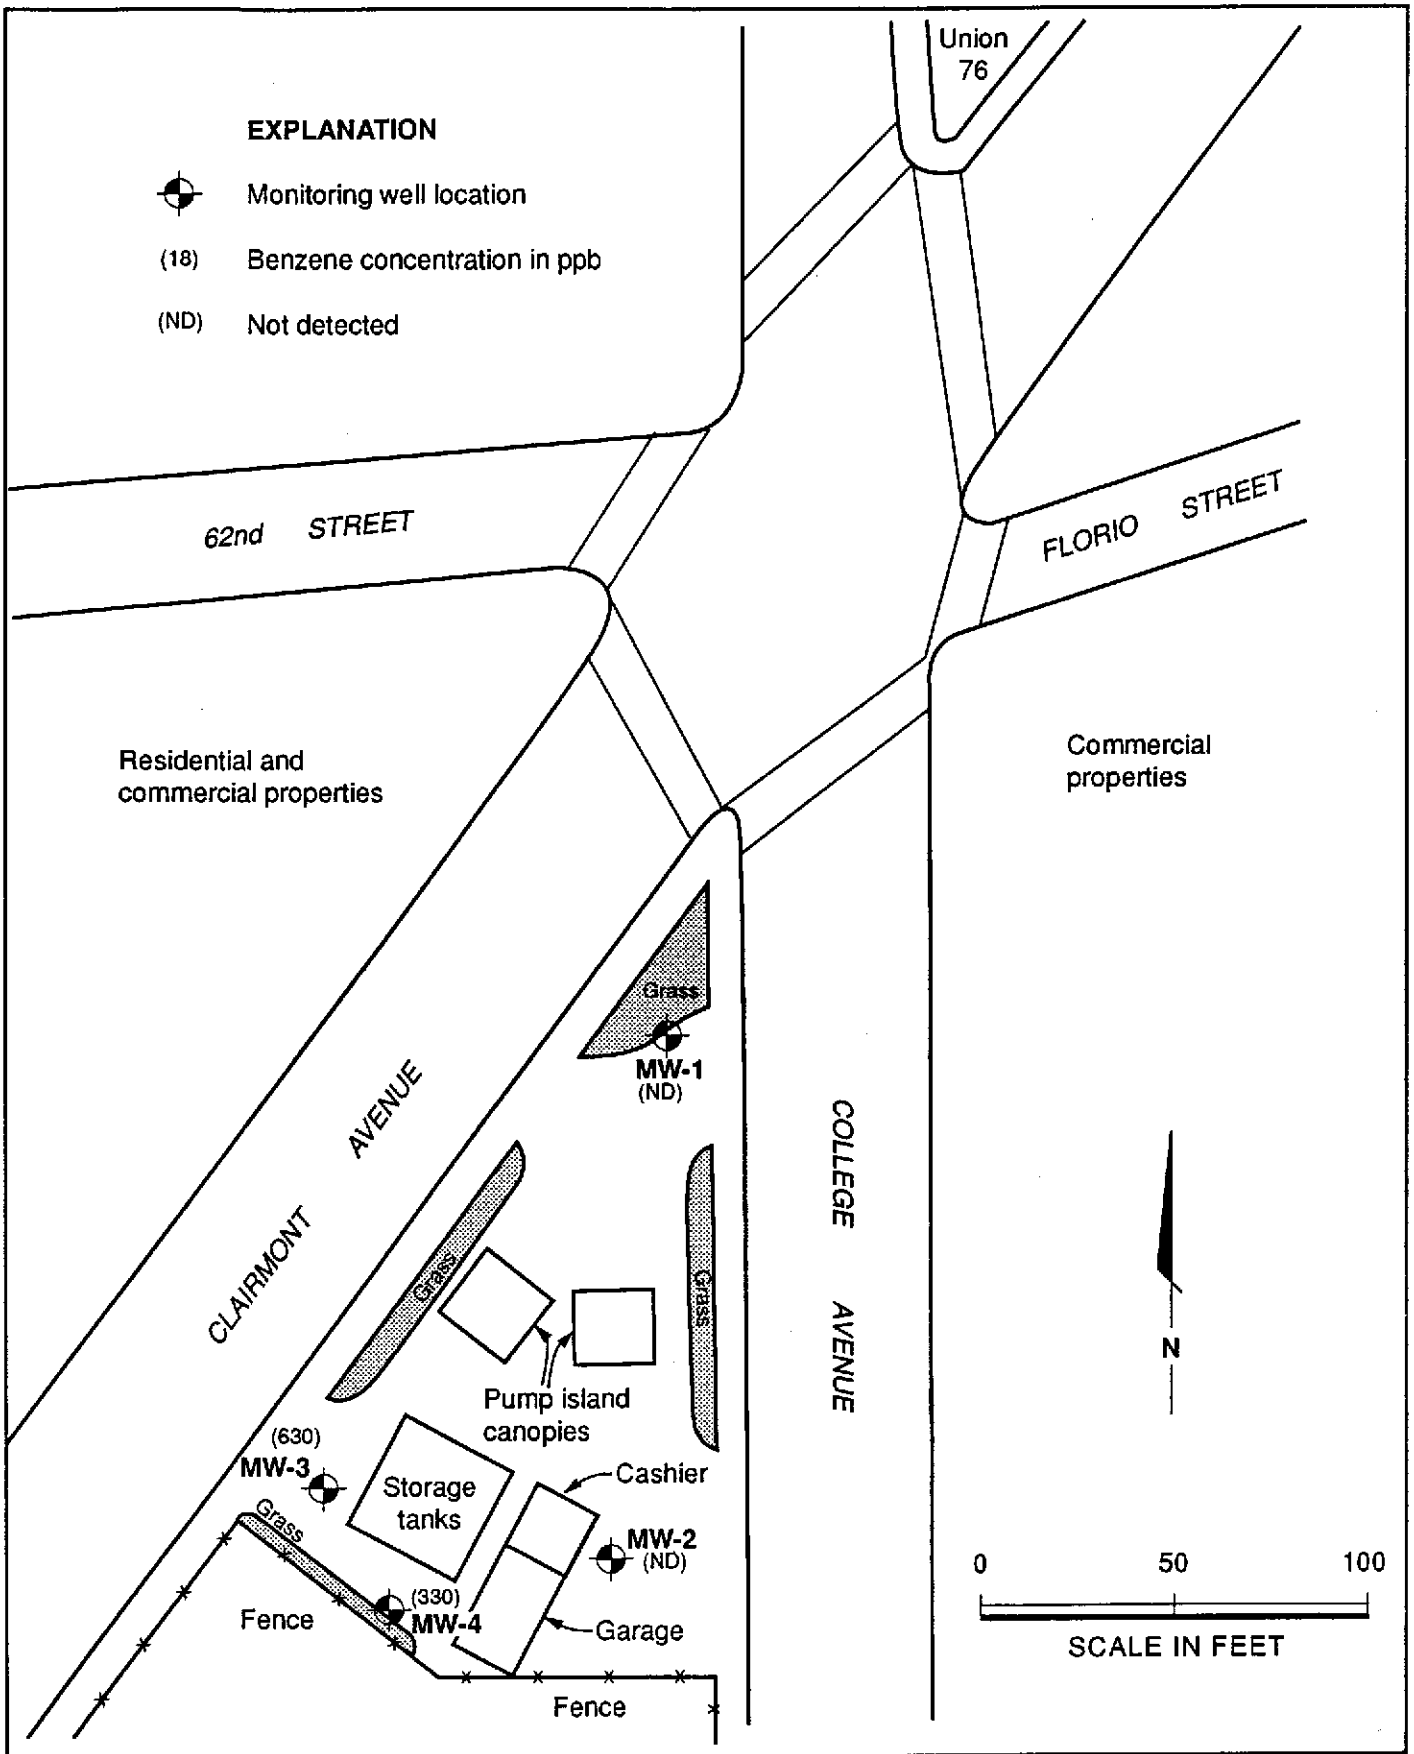 Union
76
EXPLANATION
Monitoring well location
(18) Benzene concentration in ppb
(ND) Not detected
62nd STREET
FLORIO STREET
Residential and
commercial properties
Commercial
properties
Grass
MW-1
(ND)
CLAIRMONT AVENUE
COLLEGE AVENUE
Grass
Grass
N
Pump island
canopies
(630)
MW-3
Storage
tanks
Cashier
Grass
MW-2
(ND)
(330)
MW-4
Fence
Garage
Fence
0 50 100
SCALE IN FEET